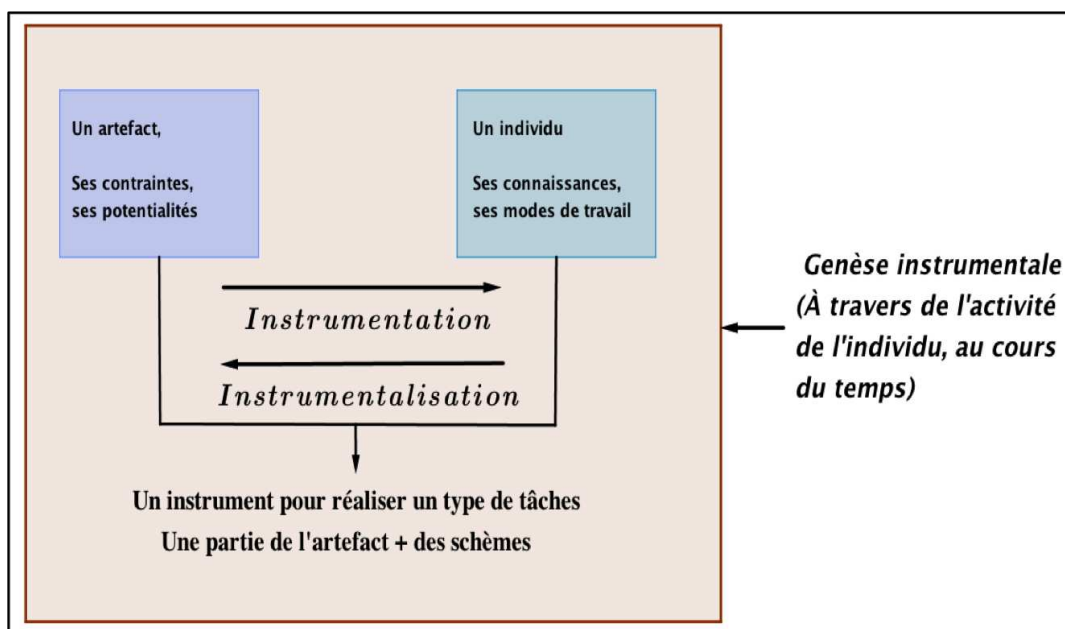 Un artefact,
Ses contraintes,
ses potentialités
Un individu
Ses connaissances,
ses modes de travail
Instrumentation
Instrumentalisation
Un instrument pour réaliser un type de tâches
Une partie de l'artefact + des schèmes
Genèse instrumentale
(À travers de l'activité
de l'individu, au cours
du temps)